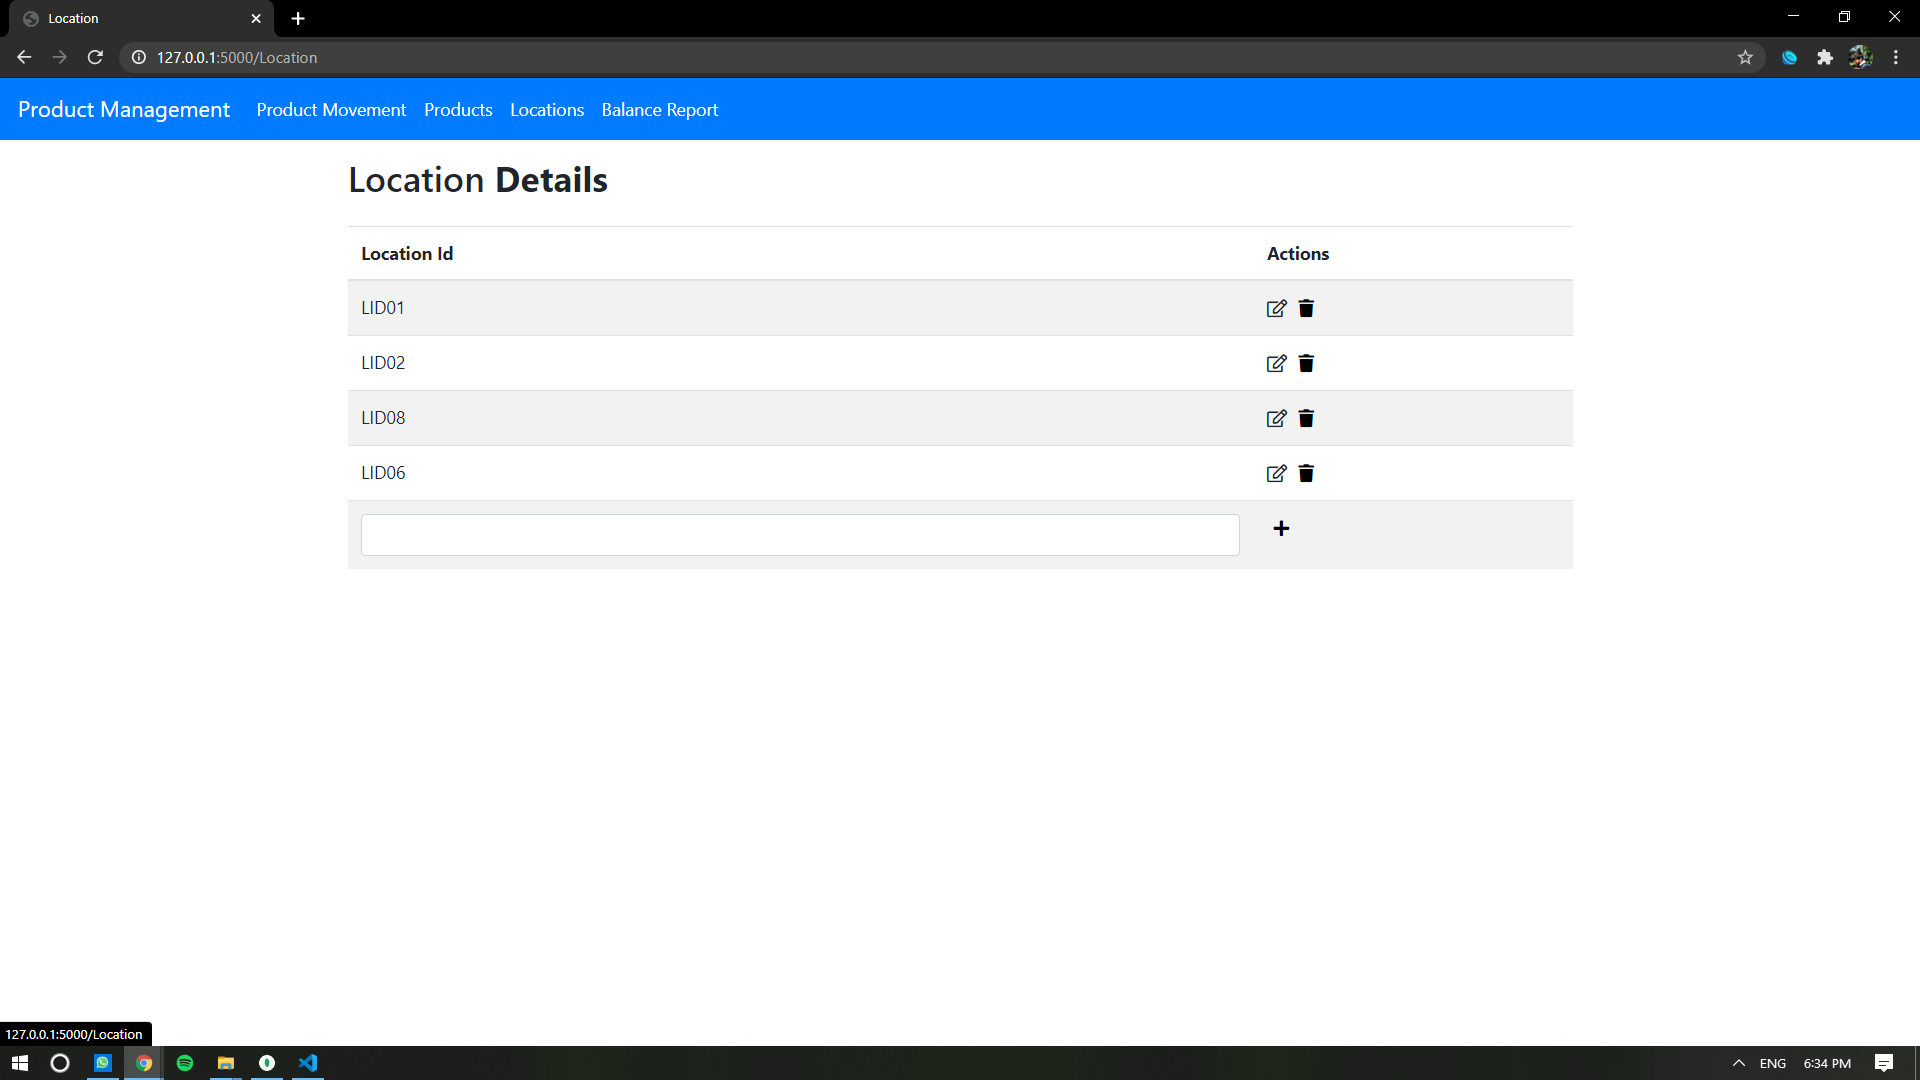 Location
127.0.0.1:5000/Location
Product Management Product Movement Products Locations Balance Report
Location Details
Location Id Actions
LID01
LID02
LID08
LID06
127.0.0.1:5000/Location
ENG 6:34 PM